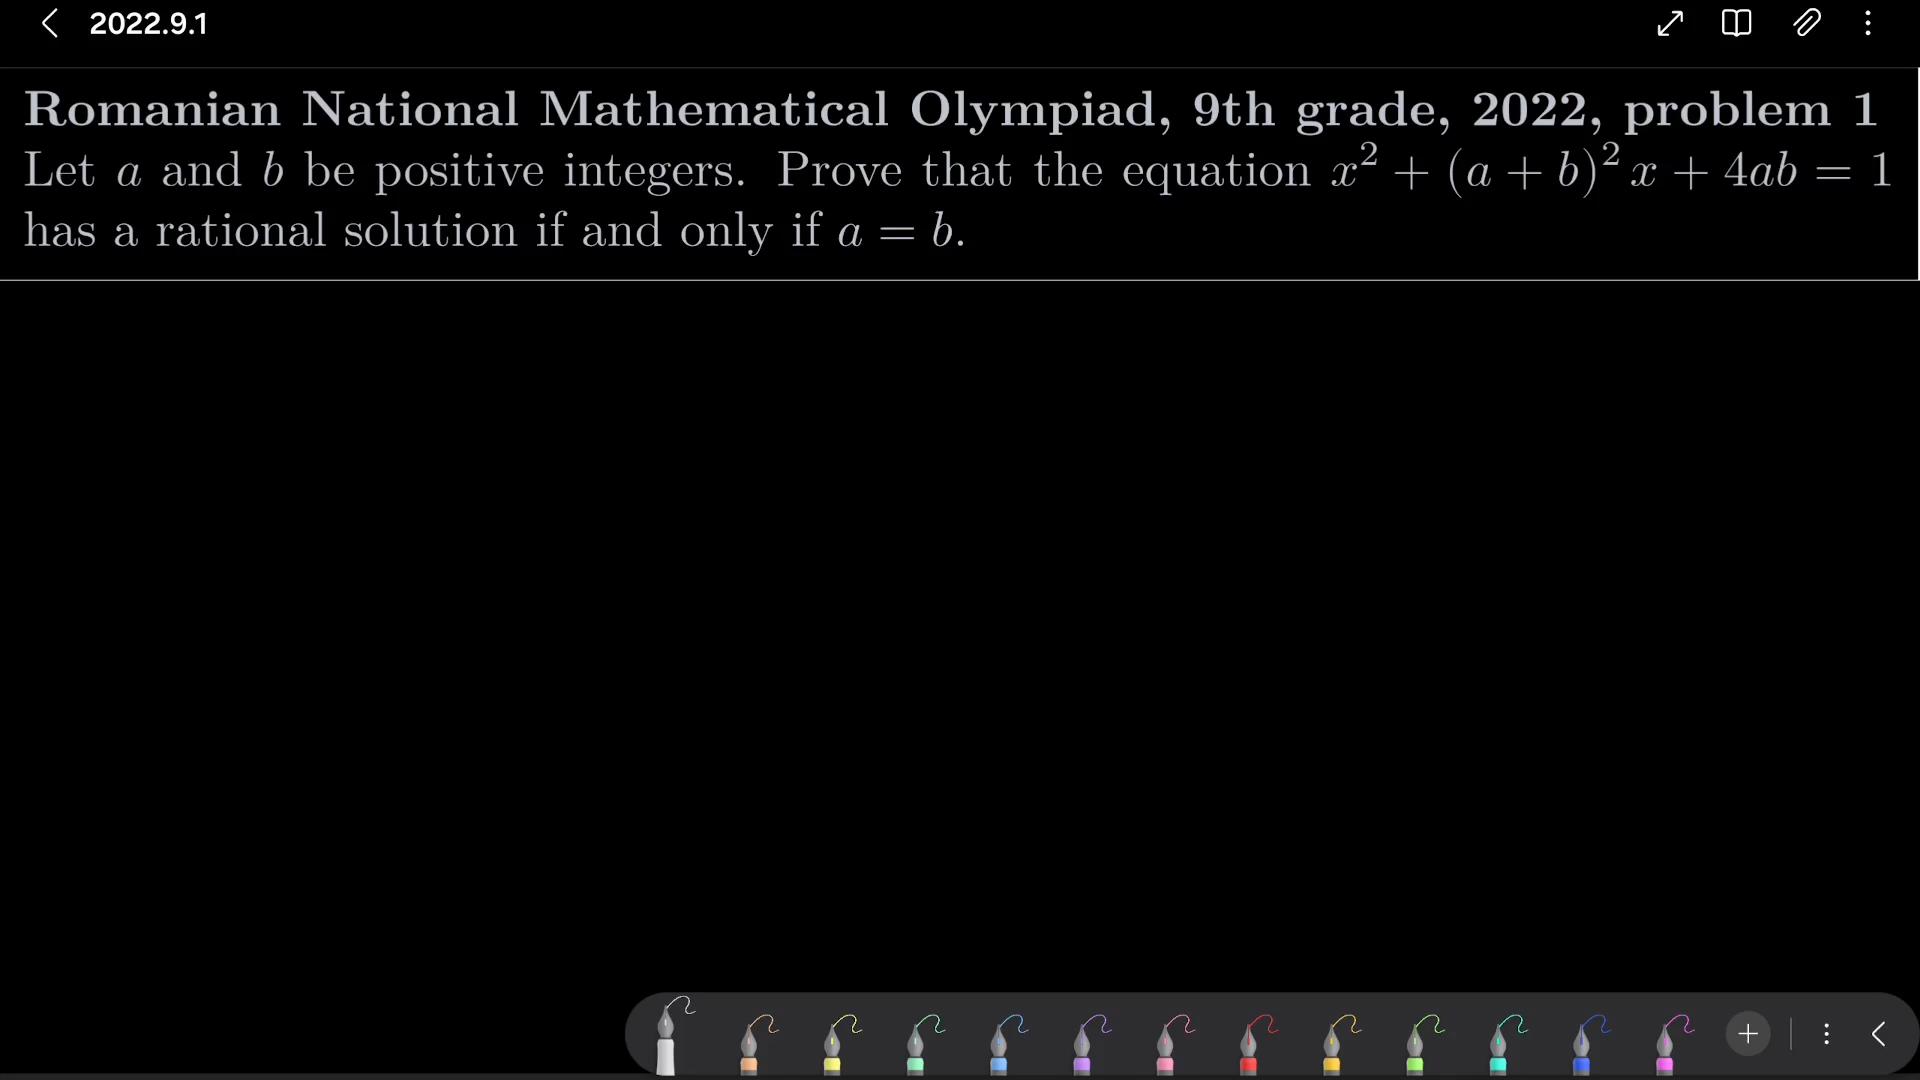 2022.9.1
Romanian National Mathematical Olympiad, 9th grade, 2022, problem 1
Let a and b be positive integers. Prove that the equation x² + (a + b)² x + 4ab = 1
has a rational solution if and only if a = b.